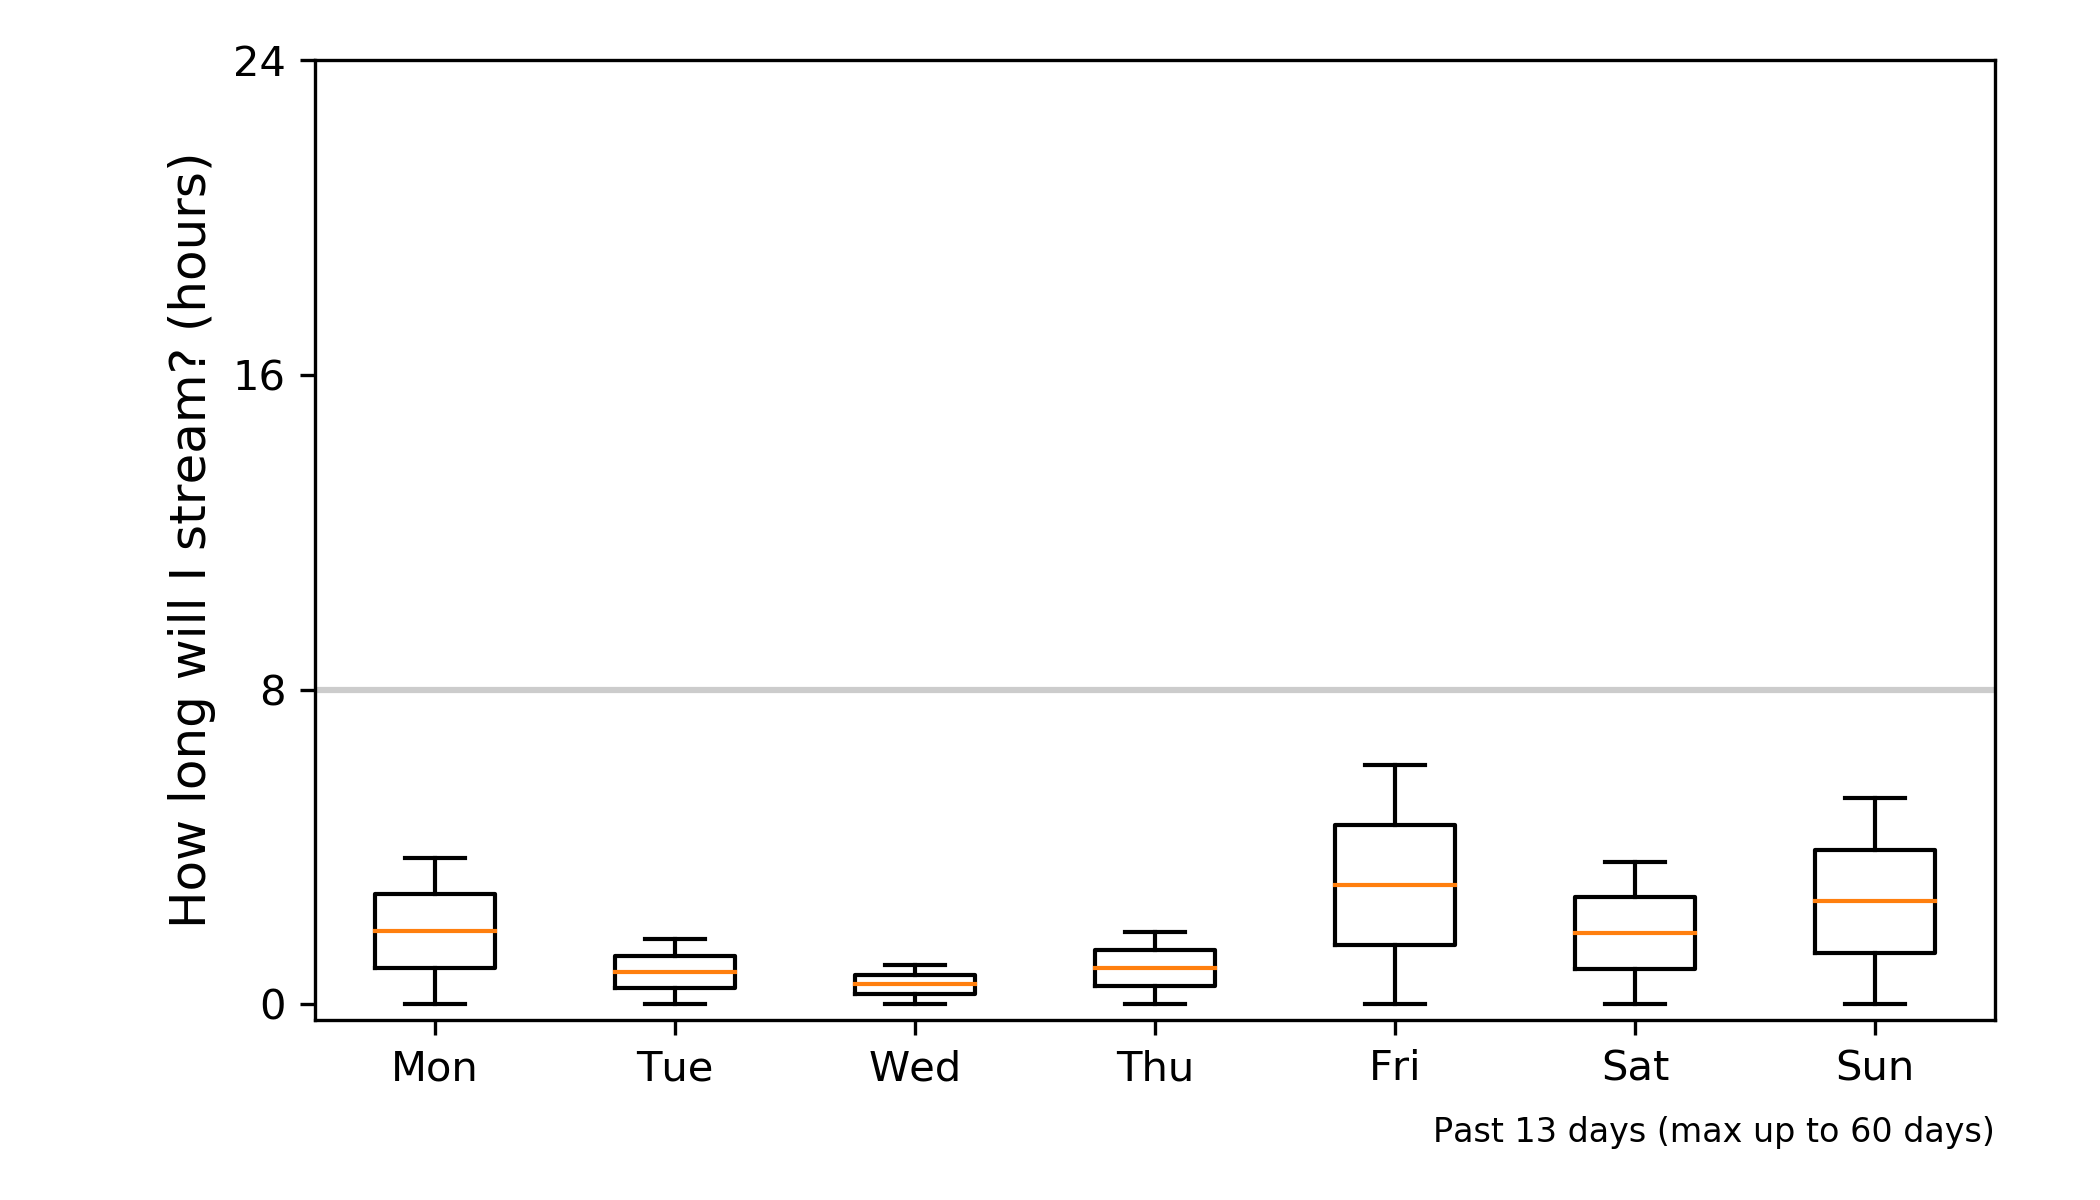 How long will I stream? (hours)
24
16
8
0
Mon Tue Wed Thu Fri Sat Sun
Past 13 days (max up to 60 days)